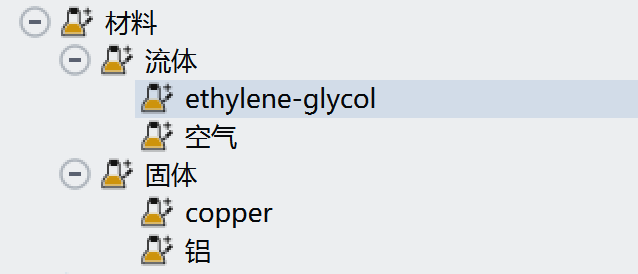 材料
流体
ethylene-glycol
空气
固体
copper
铝